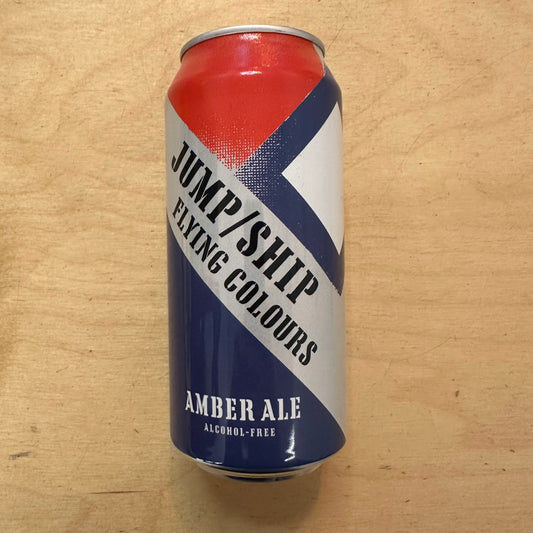 JUMP/SHIP
FLYING COLOURS
AMBER ALE
ALCOHOL-FREE